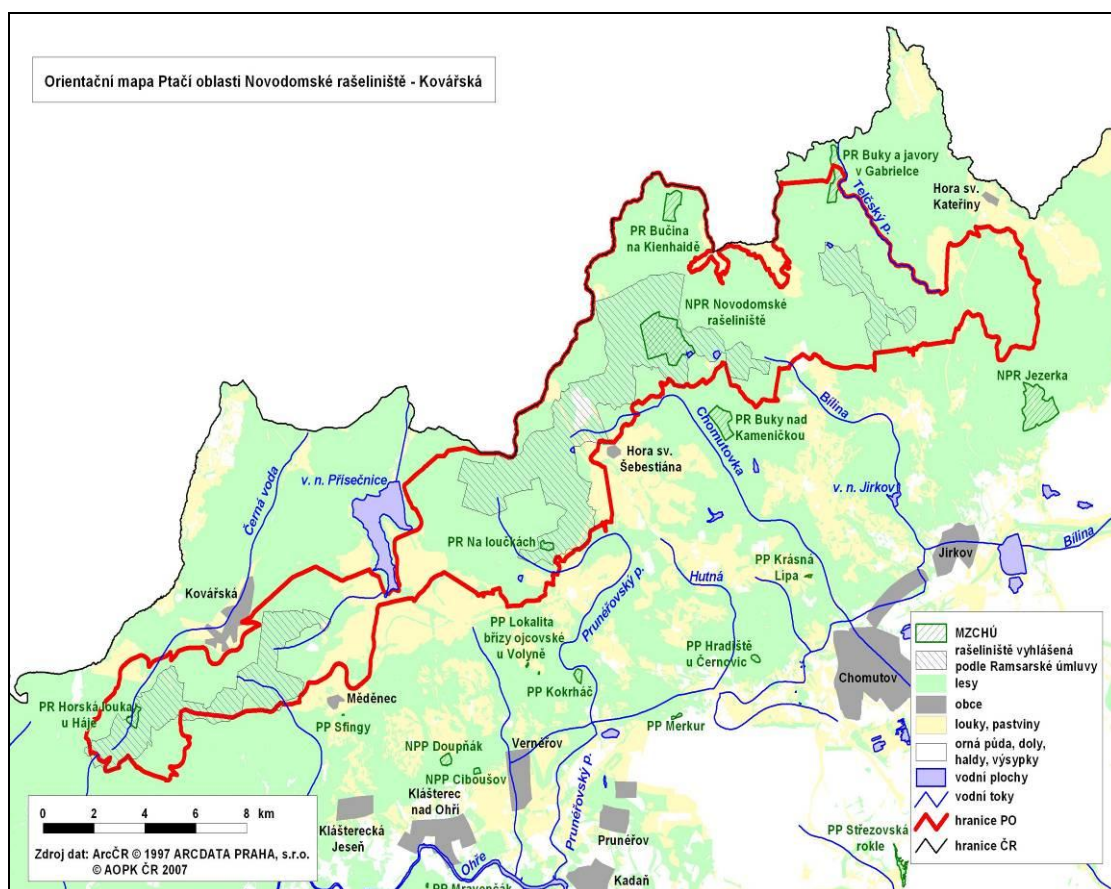 Orientační mapa Ptačí oblasti Novodomské rašeliniště - Kovářská
PR Buky a javory
v Gabrielce
Telčský p.
Hora sv.
Kateřiny
PR Bučina
na Kienhaidě
NPR Novodomské
rašeliniště
NPR Jezerka
Bílina
PR Buky nad
Kameničkou
Chomutovka
Hora sv.
Šebestiána
Černá voda
v. n. Přísečnice
v. n. Jirkov
PR Na loučkách
Jirkov
Bílina
Kovářská
PP Krásná
Lípa
Hutná
Prunéřovský p.
PP Lokalita
břízy ojcovské
u Volyně
PP Hradiště
u Černovic
PP Kokrháč
Chomutov
PR Horská louka
u Háje
Měděnec
PP Sfingy
PP Merkur
NPP Doupňák
Vernéřov
NPP Ciboušov
Prunéřovský p.
Klášterec
nad Ohří
Klášterecká
Jeseň
Prunéřov
PP Střezovská
rokle
Ohře
Kadaň
PP Mravenčák
MZCHÚ
rašeliniště vyhlášená
podle Ramsarské úmluvy
lesy
obce
louky, pastviny
orná půda, doly,
haldy, výsypky
vodní plochy
vodní toky
hranice PO
hranice ČR
0 2 4 6 8 km
Zdroj dat: ArcČR © 1997 ARCDATA PRAHA, s.r.o.
© AOPK ČR 2007